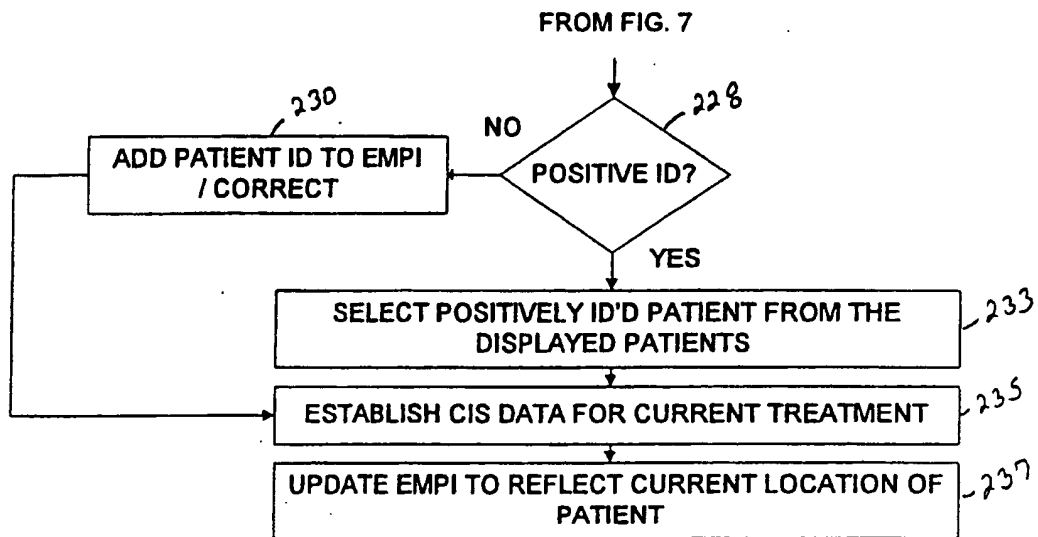 FROM FIG. 7
228
230
NO
ADD PATIENT ID TO EMPI
/ CORRECT
POSITIVE ID?
YES
SELECT POSITIVELY ID'D PATIENT FROM THE
DISPLAYED PATIENTS
233
ESTABLISH CIS DATA FOR CURRENT TREATMENT
235
UPDATE EMPI TO REFLECT CURRENT LOCATION OF
PATIENT
237